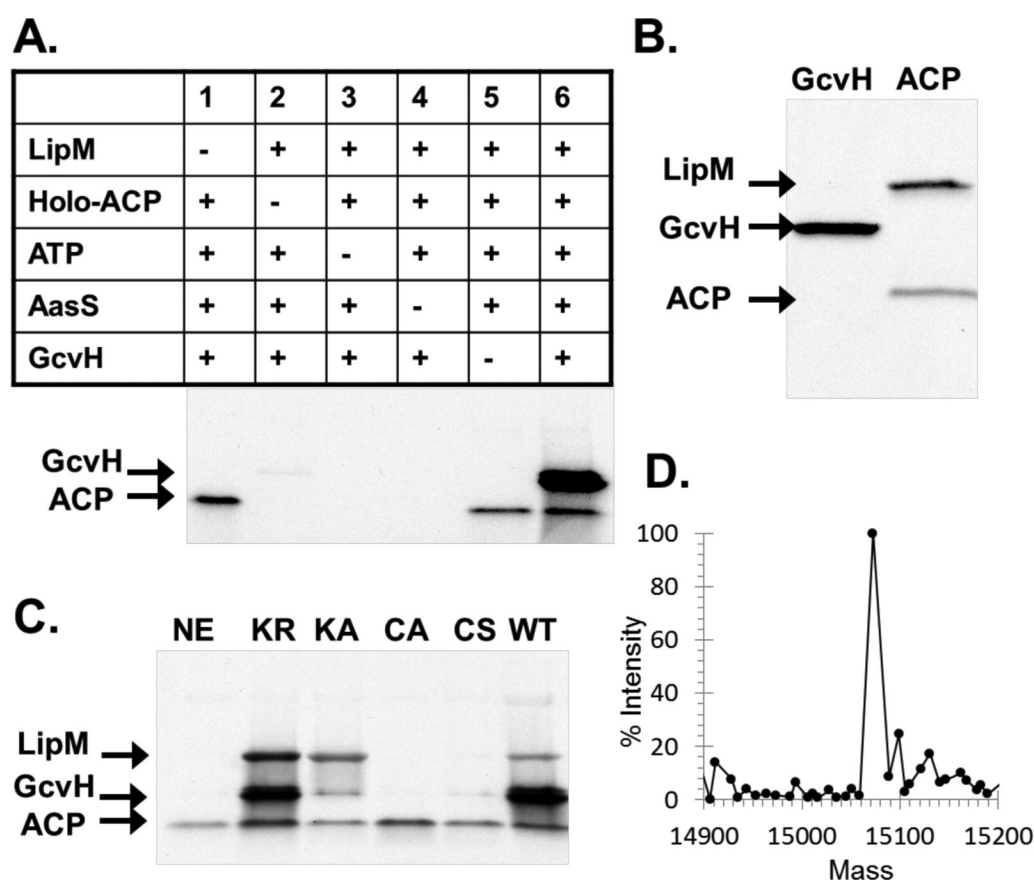 A.
1 2 3 4 5 6
LipM - + + + + +
Holo-ACP + - + + + +
ATP + + - + + +
AasS + + + - + +
GcvH + + + + - +
GcvH
ACP
B.
GcvH ACP
LipM
GcvH
ACP
C.
NE KR KA CA CS WT
LipM
GcvH
ACP
D.
% Intensity
100
80
60
40
20
0
14900 15000 15100 15200
Mass